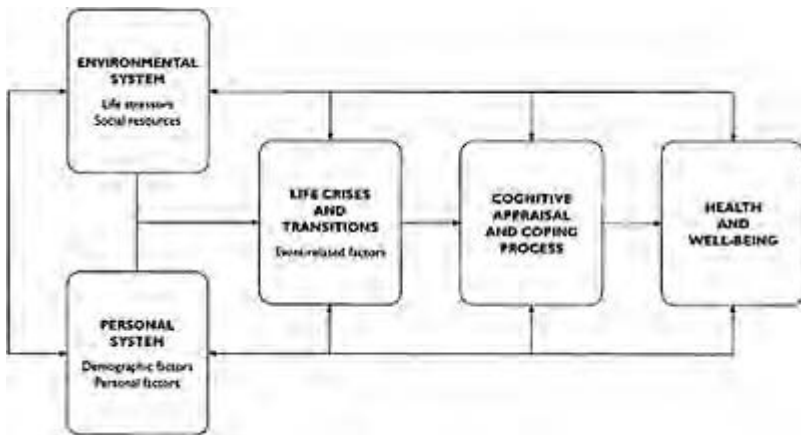 ENVIRONMENTAL
SYSTEM
Life stressors
Social resources
LIFE CRISES
AND
TRANSITIONS
Event-related factors
COGNITIVE
APPRAISAL
AND COPING
PROCESS
HEALTH
AND
WELL-BEING
PERSONAL
SYSTEM
Demographic factors
Personal factors